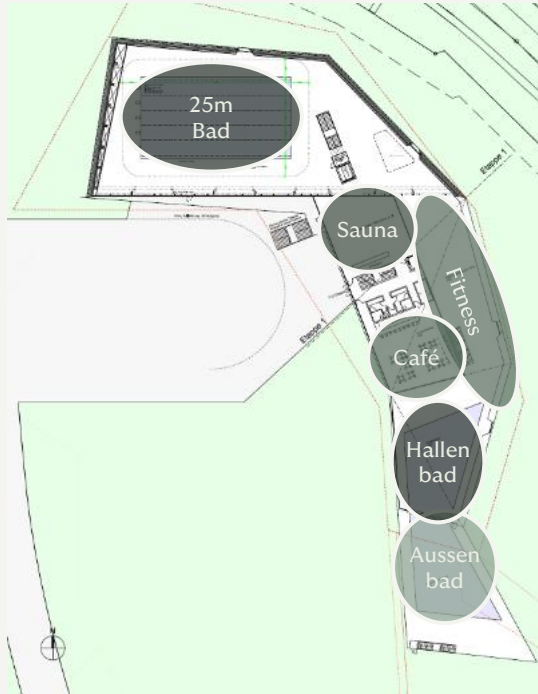 25m
Bad
Etappe 1
Sauna
Fitness
Etappe 1
Café
Hallen
bad
Aussen
bad
N